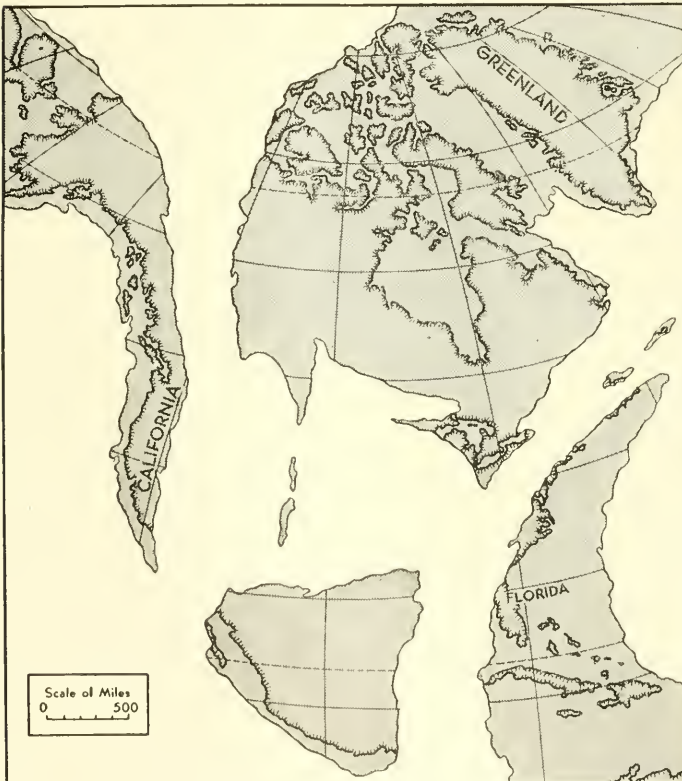 GREENLAND
CALIFORNIA
FLORIDA
Scale of Miles
0 500